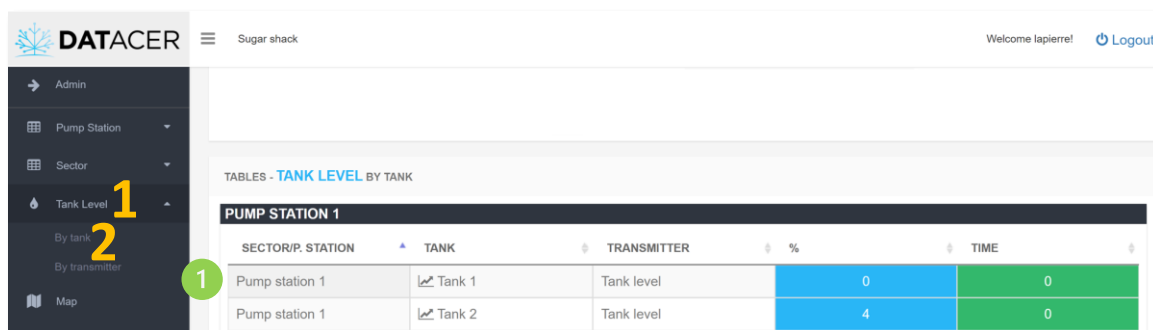 DATACER
Sugar shack
Welcome lapierre!
Logout
Admin
Pump Station
Sector
Tank Level 1
By tank 2
By transmitter
Map
TABLES - TANK LEVEL BY TANK
PUMP STATION 1
SECTOR/P. STATION TANK TRANSMITTER % TIME
1 Pump station 1 Tank 1 Tank level 0 0
Pump station 1 Tank 2 Tank level 4 0